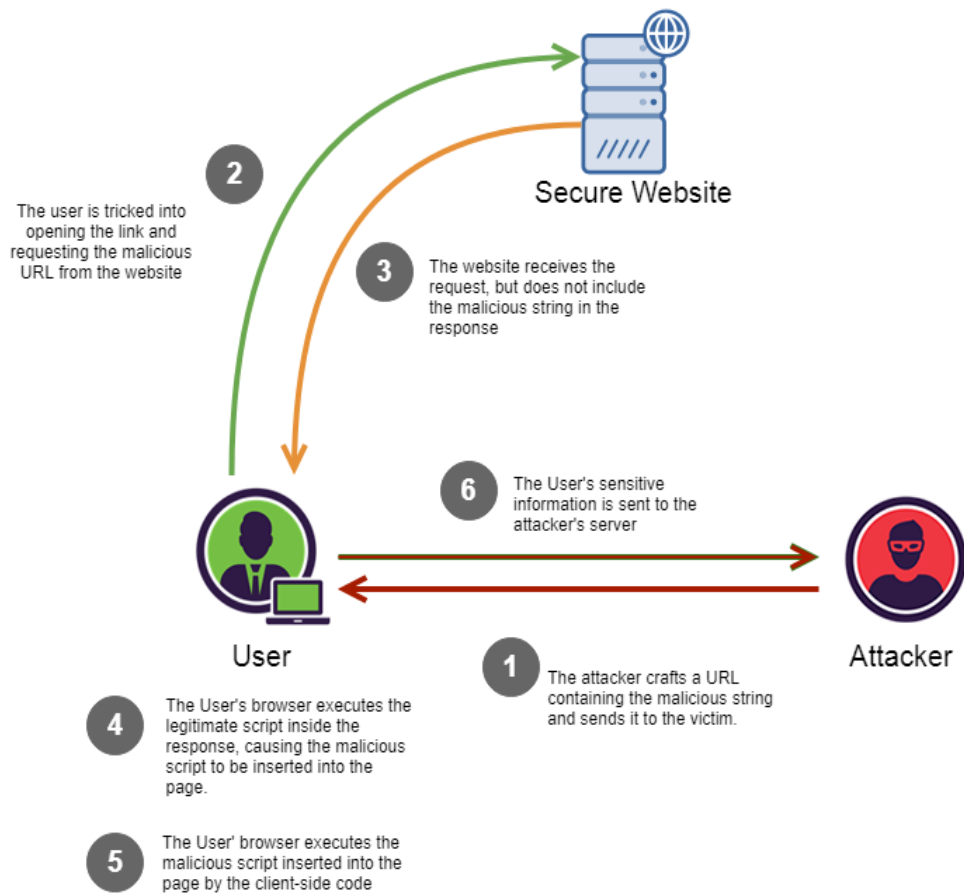 Secure Website
2
The user is tricked into
opening the link and
requesting the malicious
URL from the website
3
The website receives the
request, but does not include
the malicious string in the
response
6
The User's sensitive
information is sent to the
attacker's server
User
Attacker
1
The attacker crafts a URL
containing the malicious string
and sends it to the victim.
4
The User's browser executes the
legitimate script inside the
response, causing the malicious
script to be inserted into the
page.
5
The User' browser executes the
malicious script inserted into the
page by the client-side code